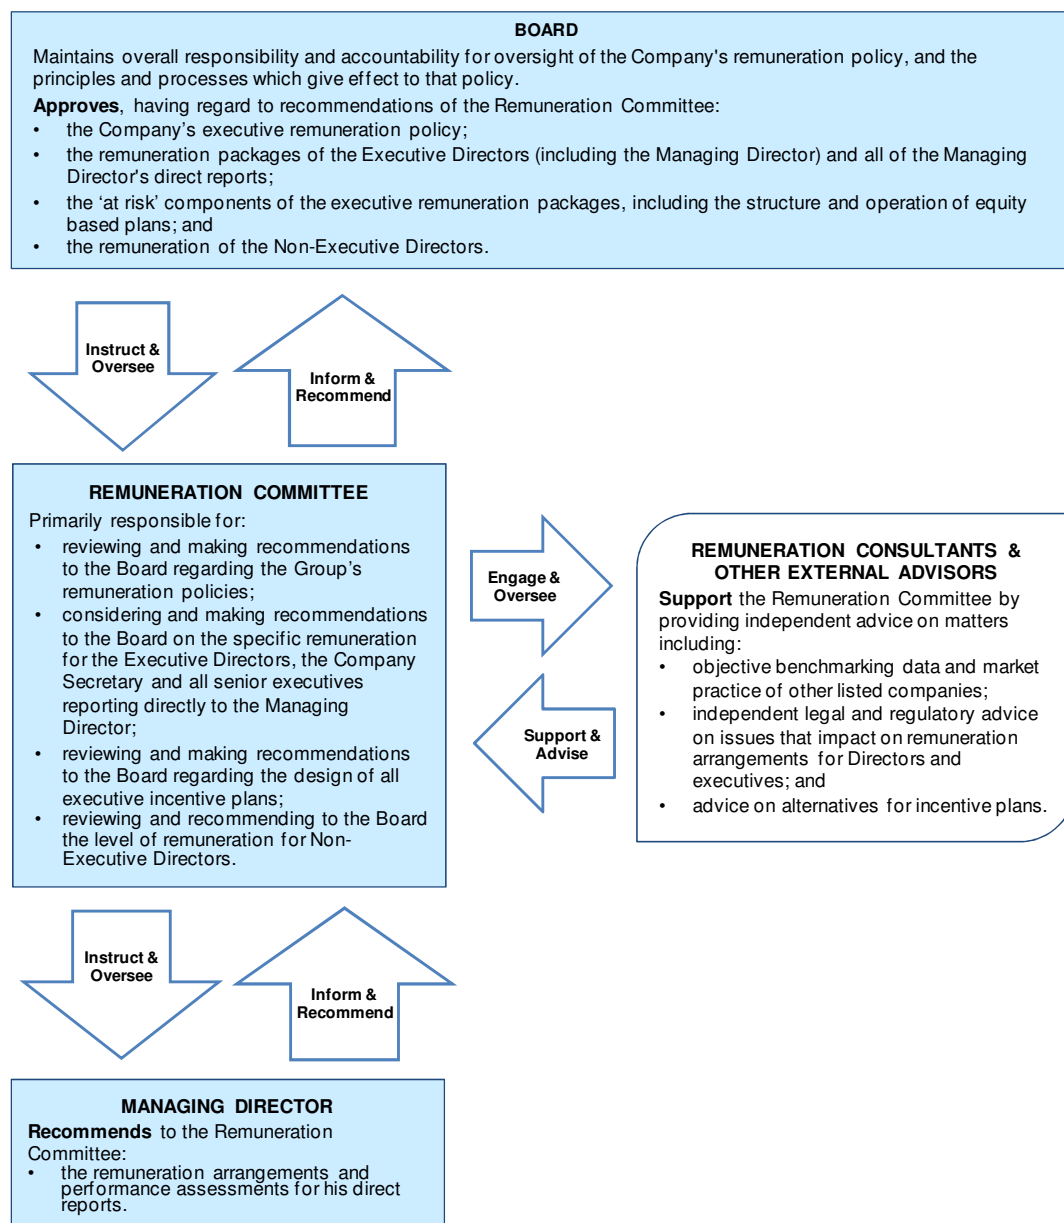 BOARD
Maintains overall responsibility and accountability for oversight of the Company's remuneration policy, and the
principles and processes which give effect to that policy.
Approves, having regard to recommendations of the Remuneration Committee:
• the Company’s executive remuneration policy;
• the remuneration packages of the Executive Directors (including the Managing Director) and all of the Managing
Director's direct reports;
• the ‘at risk’ components of the executive remuneration packages, including the structure and operation of equity
based plans; and
• the remuneration of the Non-Executive Directors.
Instruct &
Oversee
Inform &
Recommend
REMUNERATION COMMITTEE
Primarily responsible for:
• reviewing and making recommendations
to the Board regarding the Group’s
remuneration policies;
• considering and making recommendations
to the Board on the specific remuneration
for the Executive Directors, the Company
Secretary and all senior executives
reporting directly to the Managing
Director;
• reviewing and making recommendations
to the Board regarding the design of all
executive incentive plans;
• reviewing and recommending to the Board
the level of remuneration for Non-
Executive Directors.
Engage &
Oversee
Support &
Advise
REMUNERATION CONSULTANTS &
OTHER EXTERNAL ADVISORS
Support the Remuneration Committee by
providing independent advice on matters
including:
• objective benchmarking data and market
practice of other listed companies;
• independent legal and regulatory advice
on issues that impact on remuneration
arrangements for Directors and
executives; and
• advice on alternatives for incentive plans.
Instruct &
Oversee
Inform &
Recommend
MANAGING DIRECTOR
Recommends to the Remuneration
Committee:
• the remuneration arrangements and
performance assessments for his direct
reports.